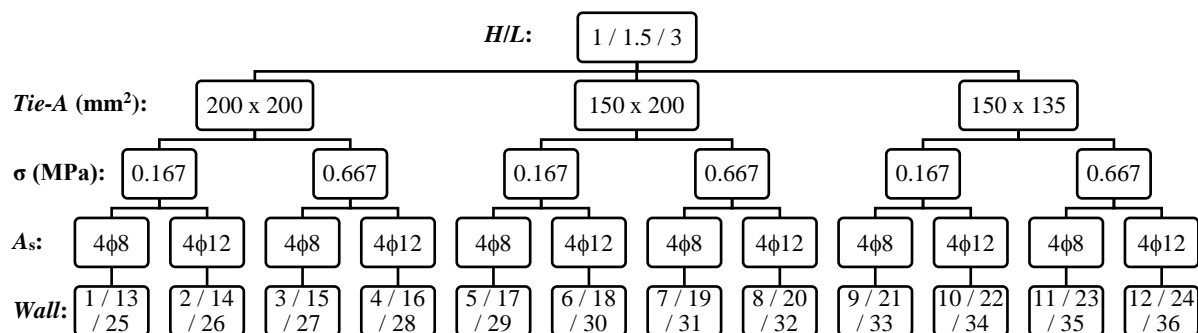 H/L: 1 / 1.5 / 3
Tie-A (mm²): 200 x 200 150 x 200 150 x 135
σ (MPa): 0.167 0.667 0.167 0.667 0.167 0.667
As: 4ϕ8 4ϕ12 4ϕ8 4ϕ12 4ϕ8 4ϕ12 4ϕ8 4ϕ12 4ϕ8 4ϕ12 4ϕ8 4ϕ12
Wall: 1 / 13 2 / 14 3 / 15 4 / 16 5 / 17 6 / 18 7 / 19 8 / 20 9 / 21 10 / 22 11 / 23 12 / 24
/ 25 / 26 / 27 / 28 / 29 / 30 / 31 / 32 / 33 / 34 / 35 / 36